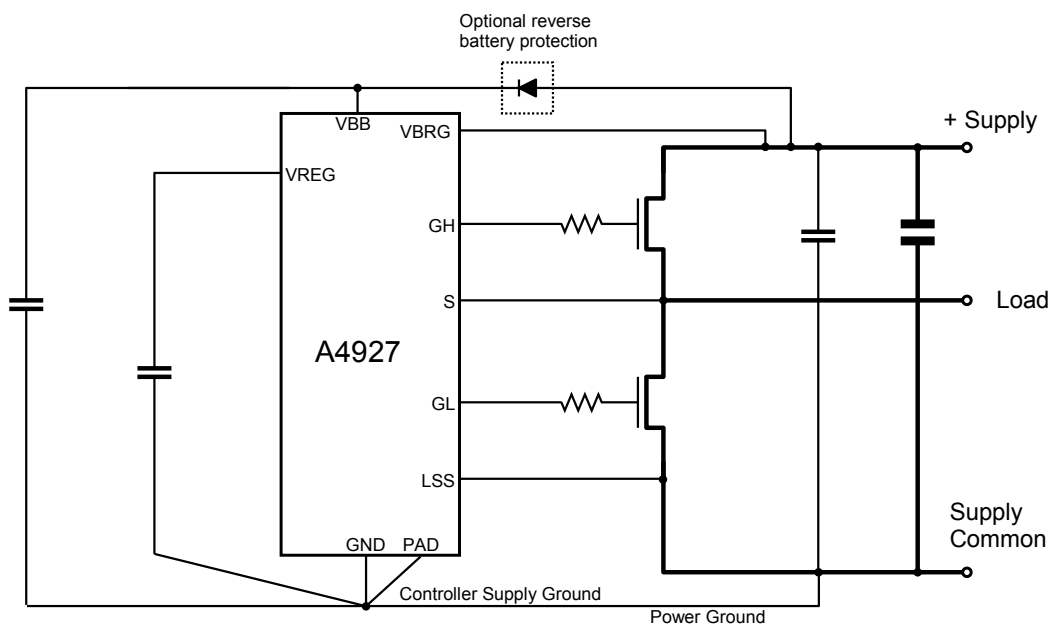 Optional reverse
battery protection
VBB
VBRG
+ Supply
VREG
GH
S
Load
A4927
GL
LSS
Supply
Common
GND
PAD
Controller Supply Ground
Power Ground